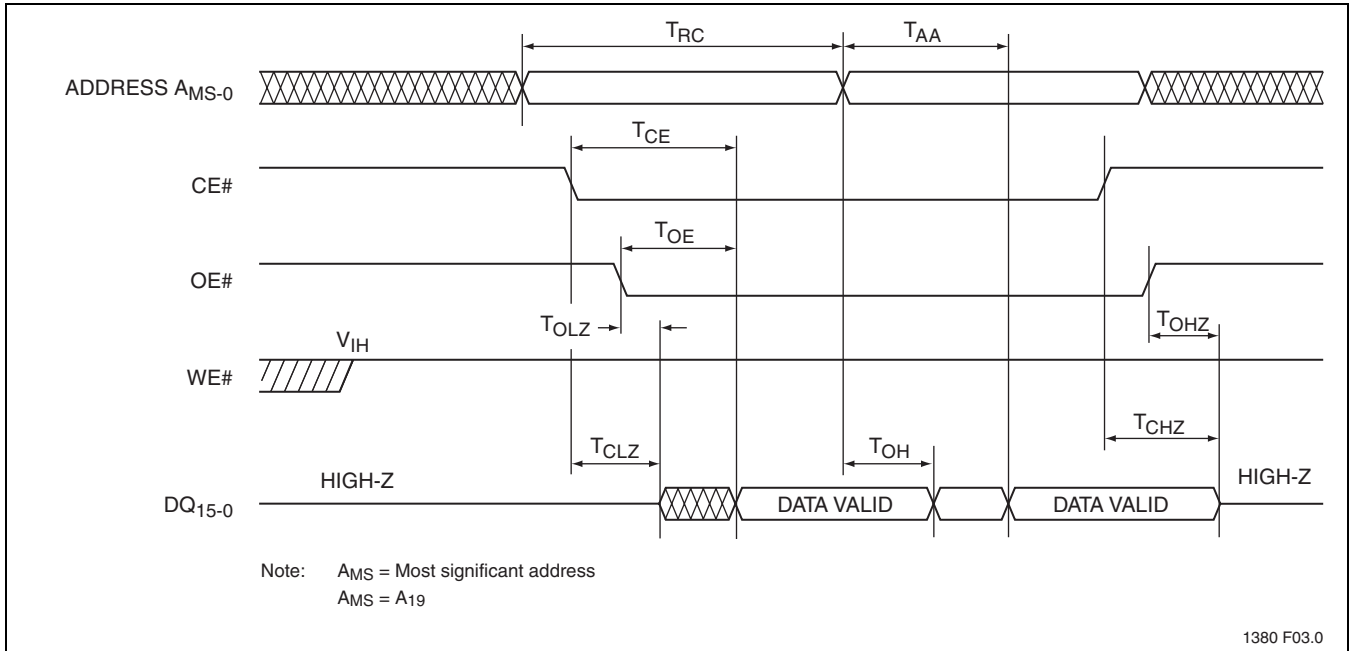 TRC TAA
ADDRESS AMS-0
TCE
CE#
TOE
OE#
TOLZ TOHZ
VIH
WE#
TCLZ TOH TCHZ
HIGH-Z HIGH-Z
DQ15-0 DATA VALID DATA VALID
Note: AMS = Most significant address
AMS = A19
1380 F03.0